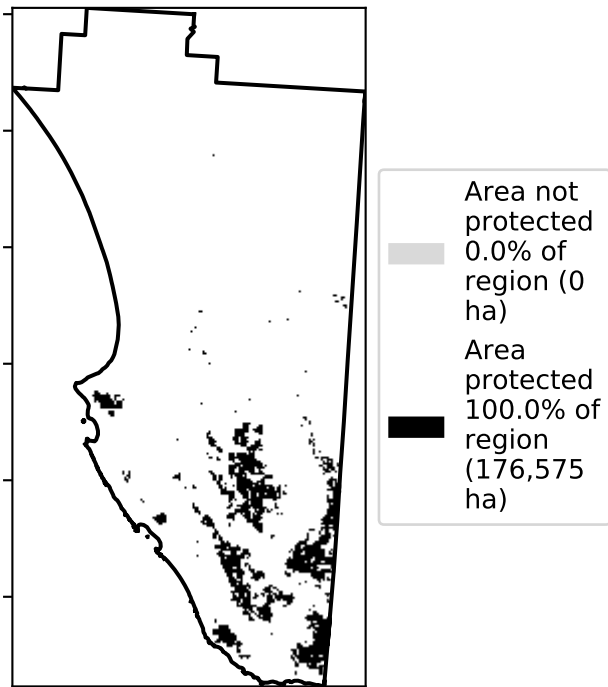 Area not
protected
0.0% of
region (0
ha)
Area
protected
100.0% of
region
(176,575
ha)